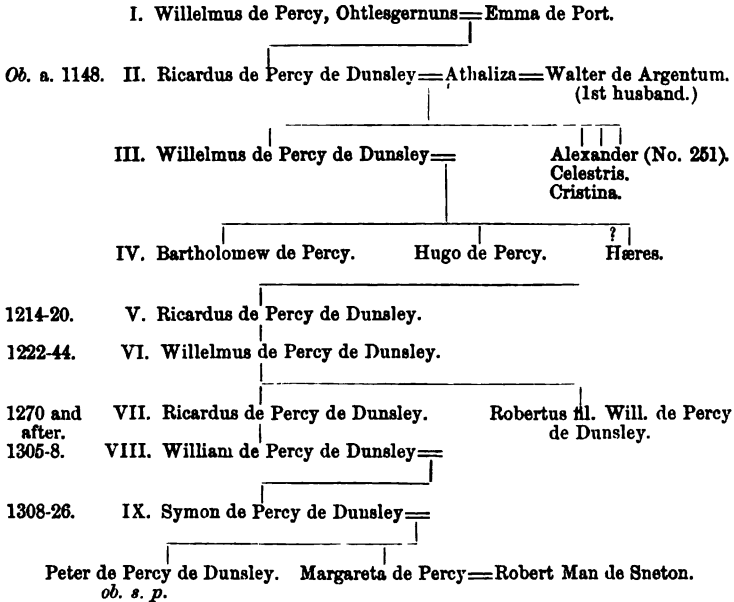 I. Willelmus de Percy, Ohtlesgernuns=Emma de Port.
Ob. a. 1148. II. Ricardus de Percy de Dunsley=Athaliza=Walter de Argentum.
(1st husband.)
III. Willelmus de Percy de Dunsley= Alexander (No. 251).
Celestris.
Cristina.
?
IV. Bartholomew de Percy. Hugo de Percy. Hæres.
1214-20. V. Ricardus de Percy de Dunsley.
1222-44. VI. Willelmus de Percy de Dunsley.
1270 and VII. Ricardus de Percy de Dunsley. Robertus fil. Will. de Percy
after. de Dunsley.
1305-8. VIII. William de Percy de Dunsley=
1308-26. IX. Symon de Percy de Dunsley=
Peter de Percy de Dunsley. Margareta de Percy=Robert Man de Sneton.
ob. s. p.